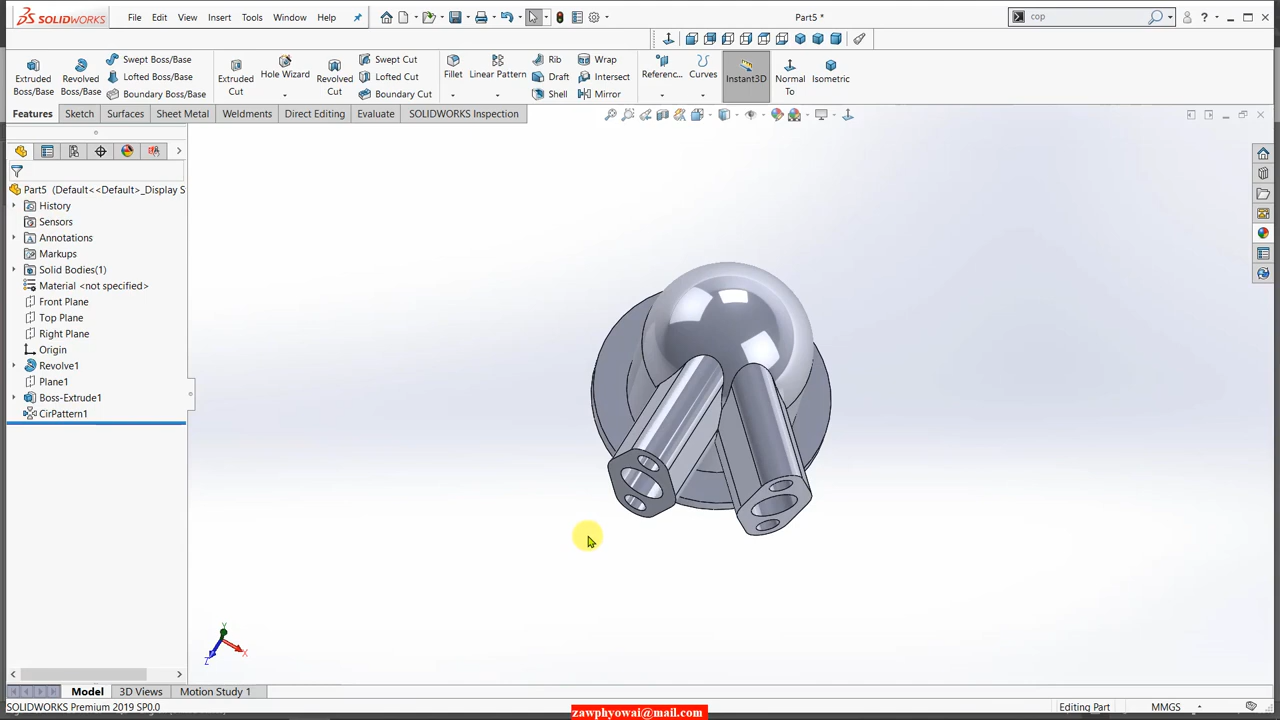 SOLIDWORKS File Edit View Insert Tools Window Help Part5 * cop
Extruded Boss/Base
Revolved Boss/Base
Swept Boss/Base
Lofted Boss/Base
Boundary Boss/Base
Extruded Cut
Hole Wizard
Revolved Cut
Swept Cut
Lofted Cut
Boundary Cut
Fillet
Linear Pattern
Rib
Draft
Shell
Wrap
Intersect
Mirror
Referenc...
Curves
Instant3D
Normal To
Isometric
Features Sketch Surfaces Sheet Metal Weldments Direct Editing Evaluate SOLIDWORKS Inspection
Part5 (Default<<Default>_Display S
History
Sensors
Annotations
Markups
Solid Bodies(1)
Material <not specified>
Front Plane
Top Plane
Right Plane
Origin
Revolve1
Plane1
Boss-Extrude1
CirPattern1
Y
X
Z
Model 3D Views Motion Study 1
SOLIDWORKS Premium 2019 SP0.0 Editing Part MMGS
zawphyowai@mail.com